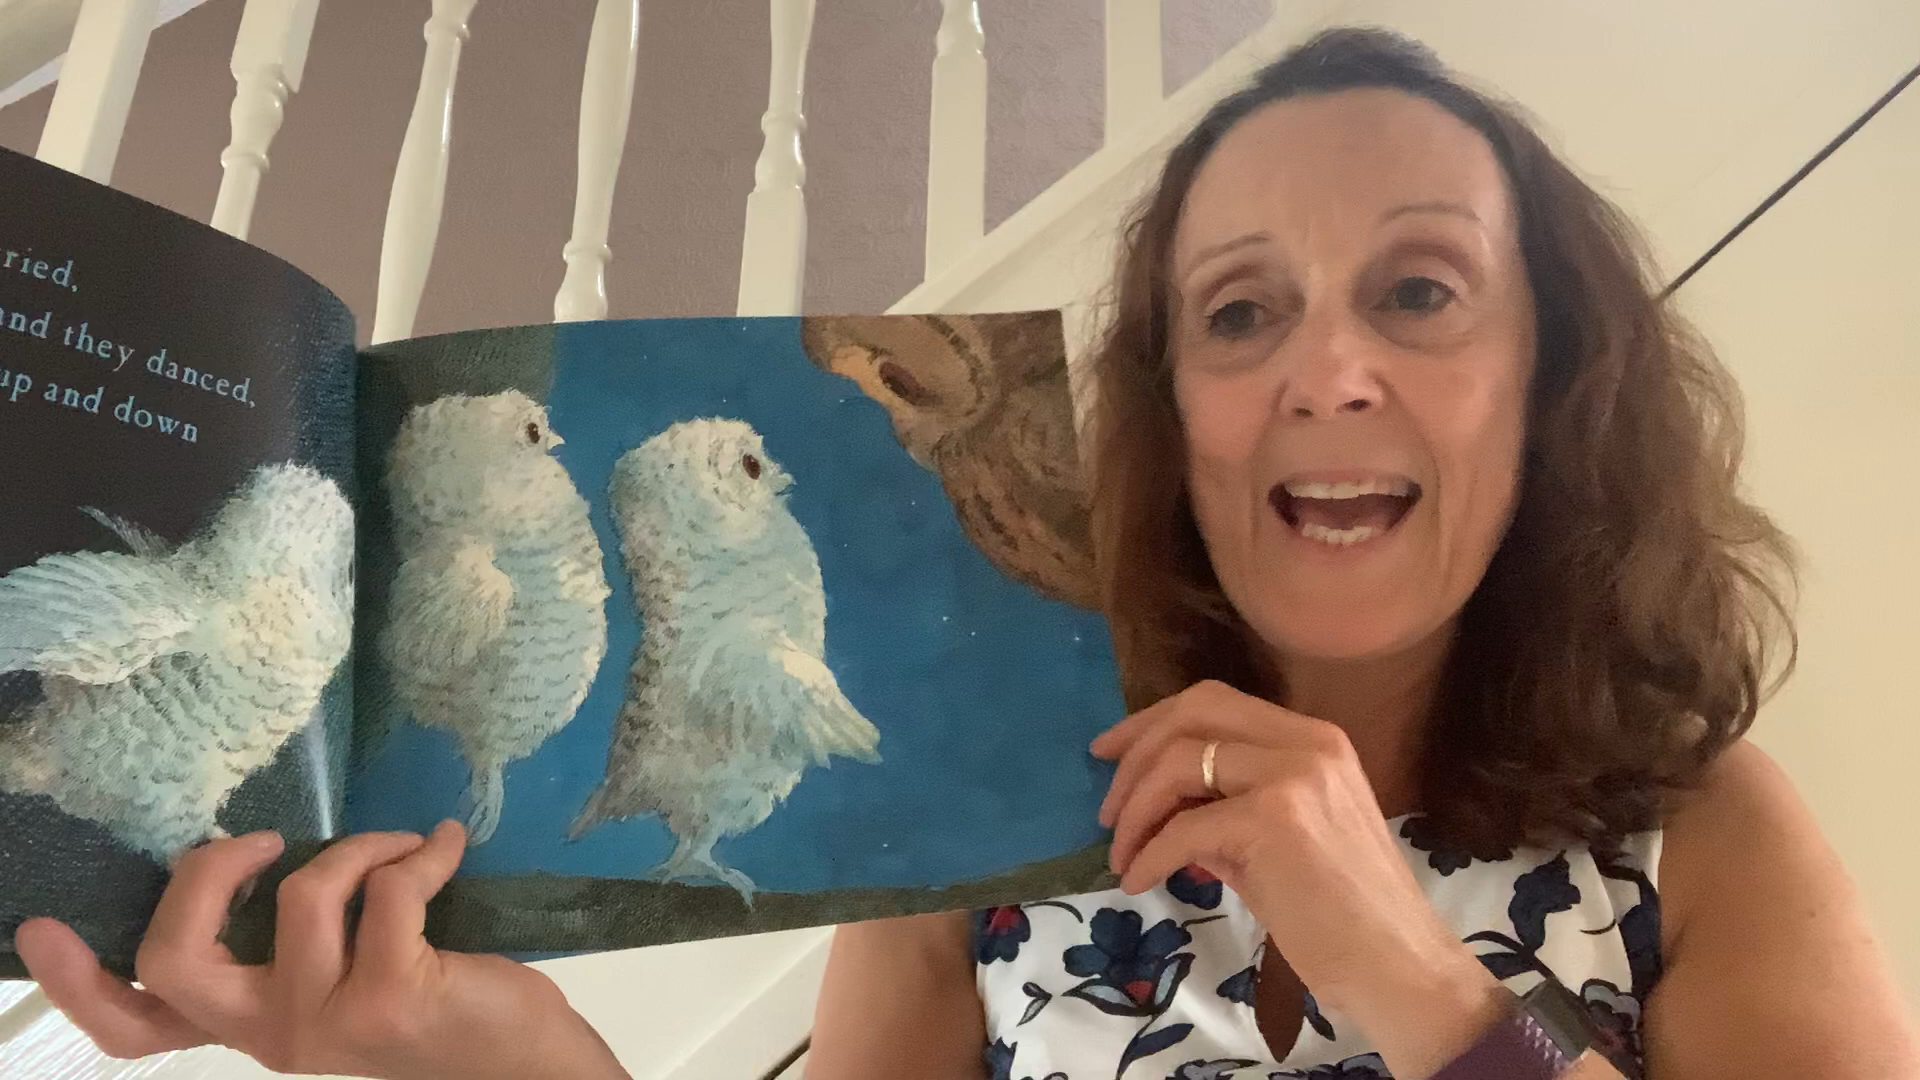 ried,
and they danced,
up and down